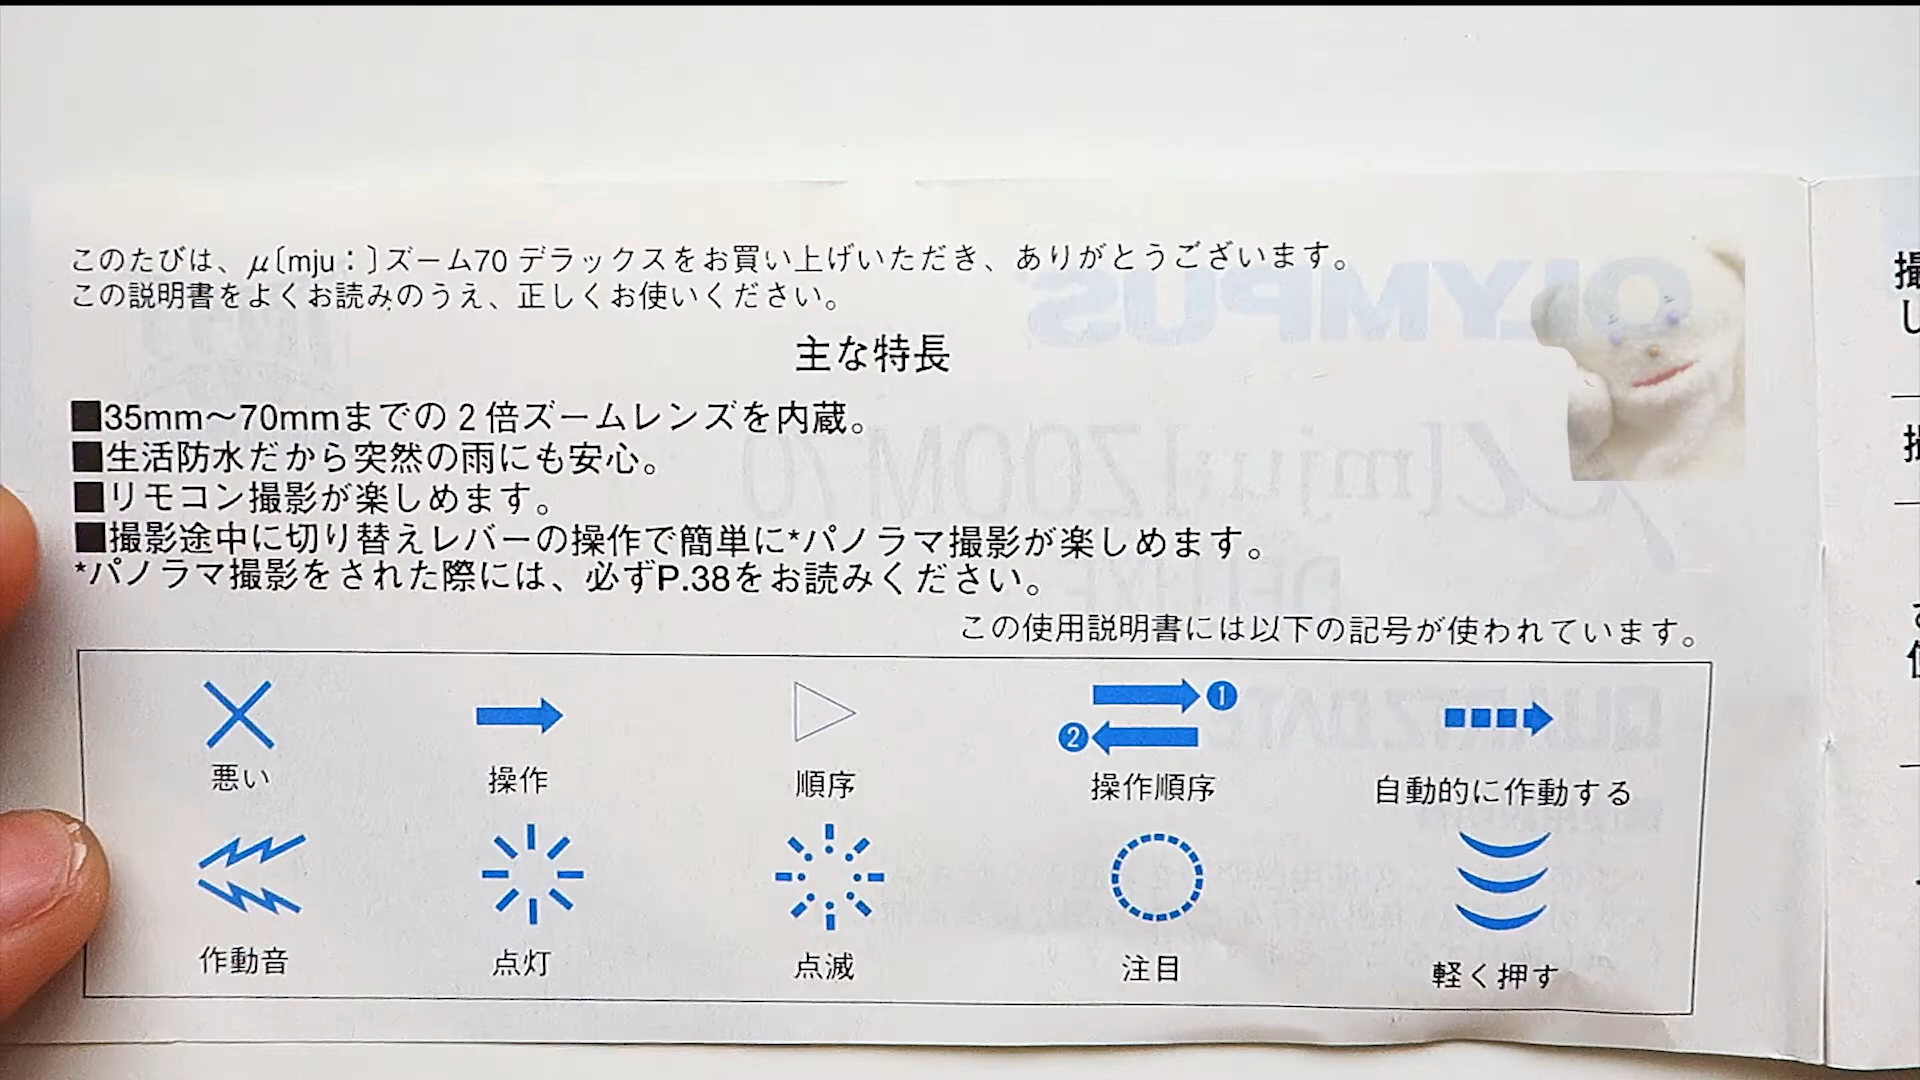 このたびは、μ[mju:]ズーム70 デラックスをお買い上げいただき、ありがとうございます。
この説明書をよくお読みのうえ、正しくお使いください。
主な特長
■35mm～70mmまでの2倍ズームレンズを内蔵。
■生活防水だから突然の雨にも安心。
■リモコン撮影が楽しめます。
■撮影途中に切り替えレバーの操作で簡単に*パノラマ撮影が楽しめます。
*パノラマ撮影をされた際には、必ずP.38をお読みください。
この使用説明書には以下の記号が使われています。
1
2
悪い
操作
順序
操作順序
自動的に作動する
作動音
点灯
点滅
注目
軽く押す
OLYMPUS
μ[mju:]ZOOM70
DELUXE
QUARTZDATE